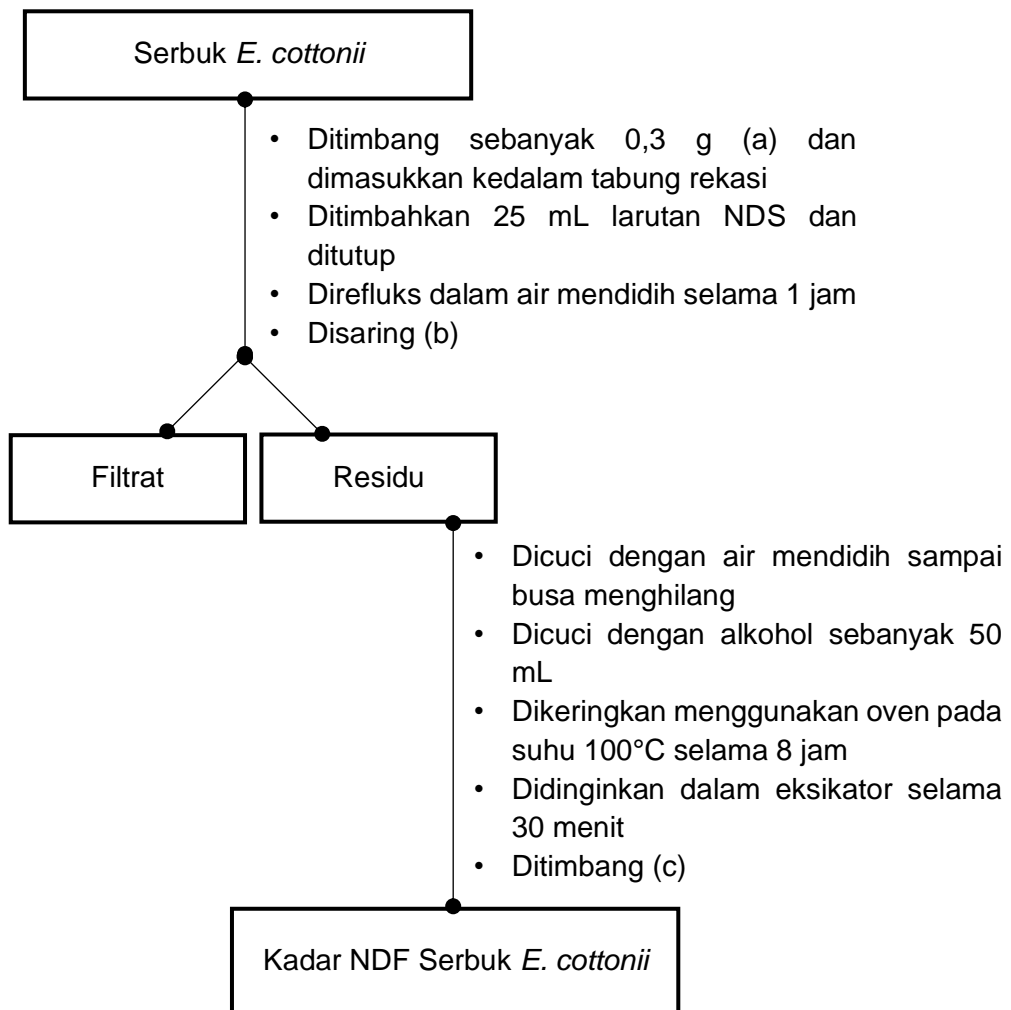 Serbuk E. cottonii
• Ditimbang sebanyak 0,3 g (a) dan
dimasukkan kedalam tabung rekasi
• Ditimbahkan 25 mL larutan NDS dan
ditutup
• Direfluks dalam air mendidih selama 1 jam
• Disaring (b)
Filtrat
Residu
• Dicuci dengan air mendidih sampai
busa menghilang
• Dicuci dengan alkohol sebanyak 50
mL
• Dikeringkan menggunakan oven pada
suhu 100°C selama 8 jam
• Didinginkan dalam eksikator selama
30 menit
• Ditimbang (c)
Kadar NDF Serbuk E. cottonii